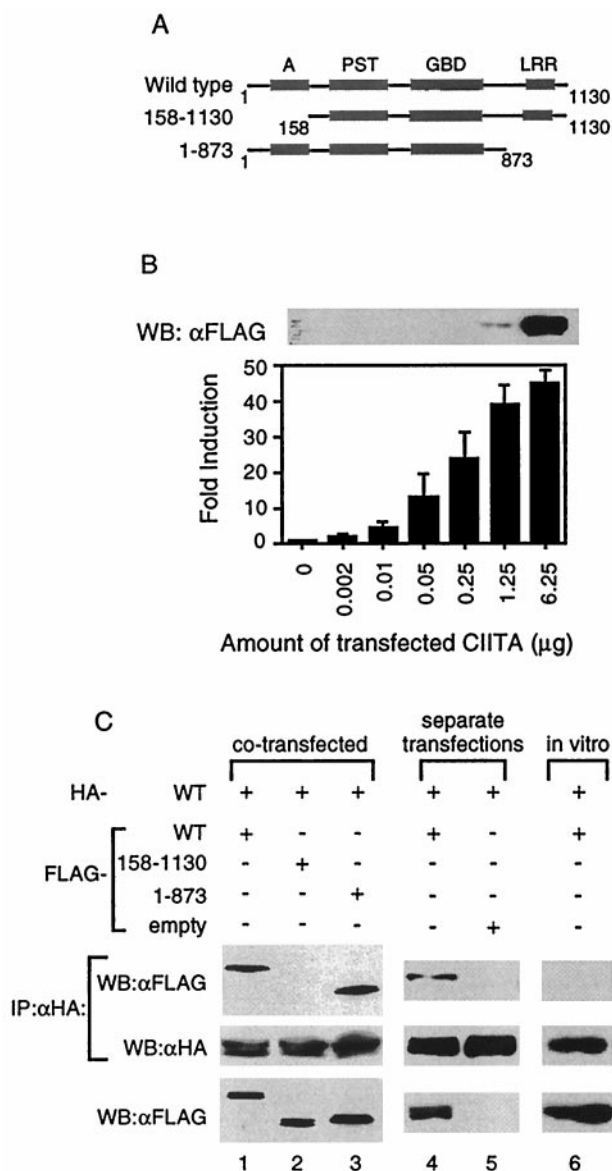 A
A PST GBD LRR
Wild type 1 1130
158-1130 158 1130
1-873 1 873
B
WB: αFLAG
50
40
30
20
10
0
Fold Induction
0 0.002 0.01 0.05 0.25 1.25 6.25
Amount of transfected CIITA (μg)
C
co-transfected separate transfections in vitro
HA- WT + + + + + +
FLAG-
WT + - - + - +
158-1130 - + - - - -
1-873 - - + - - -
empty - - - - + -
IP:αHA:
WB:αFLAG
WB:αHA
WB:αFLAG
1 2 3 4 5 6